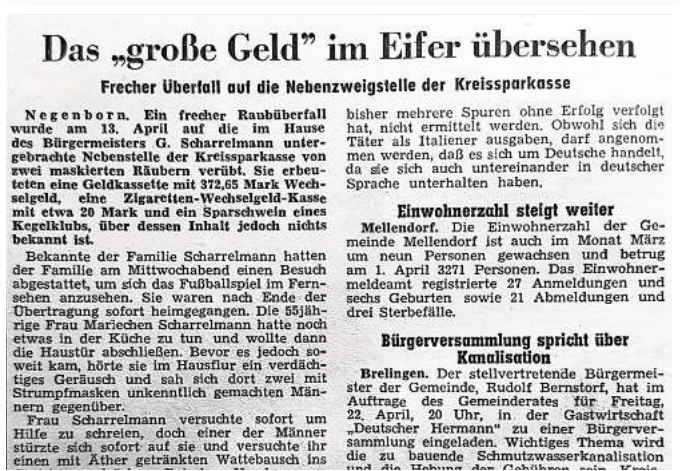 Das „große Geld” im Eifer übersehen
Frecher Überfall auf die Nebenzweigstelle der Kreissparkasse
Negenborn. Ein frecher Raubüberfall
wurde am 13. April auf die im Hause
des Bürgermeisters G. Scharrelmann unter-
gebrachte Nebenstelle der Kreissparkasse von
zwei maskierten Räubern verübt. Sie erbeu-
teten eine Geldkassette mit 372,65 Mark Wech-
selgeld, eine Zigaretten-Wechselgeld-Kasse
mit etwa 20 Mark und ein Sparschwein eines
Kegelklubs, über dessen Inhalt jedoch nichts
bekannt ist.
Bekannte der Familie Scharrelmann hatten
der Familie am Mittwochabend einen Besuch
abgestattet, um sich das Fußballspiel im Fern-
sehen anzusehen. Sie waren nach Ende der
Übertragung sofort heimgegangen. Die 55jäh-
rige Frau Mariechen Scharrelmann hatte noch
etwas in der Küche zu tun und wollte dann
die Haustür abschließen. Bevor es jedoch so-
weit kam, hörte sie im Hausflur ein verdäch-
tiges Geräusch und sah sich dort zwei mit
Strumpfmasken unkenntlich gemachten Män-
nern gegenüber.
Frau Scharrelmann versuchte sofort um
Hilfe zu schreien, doch einer der Männer
stürzte sich sofort auf sie und versuchte ihr
einen mit Äther getränkten Wattebausch ins
bisher mehrere Spuren ohne Erfolg verfolgt
hat, nicht ermittelt werden. Obwohl sich die
Täter als Italiener ausgaben, darf angenom-
men werden, daß es sich um Deutsche handelt,
da sie sich auch untereinander in deutscher
Sprache unterhalten haben.
Einwohnerzahl steigt weiter
Mellendorf. Die Einwohnerzahl der Ge-
meinde Mellendorf ist auch im Monat März
um neun Personen gewachsen und betrug
am 1. April 3271 Personen. Das Einwohner-
meldeamt registrierte 27 Anmeldungen und
sechs Geburten sowie 21 Abmeldungen und
drei Sterbefälle.
Bürgerversammlung spricht über
Kanalisation
Brelingen. Der stellvertretende Bürgermei-
ster der Gemeinde, Rudolf Bernstorf, hat im
Auftrage des Gemeinderates für Freitag,
22. April, 20 Uhr, in der Gastwirtschaft
„Deutscher Hermann” zu einer Bürgerver-
sammlung eingeladen. Wichtiges Thema wird
die zu bauende Schmutzwasserkanalisation
und die Hebung der Gebühren sein. Kreis-